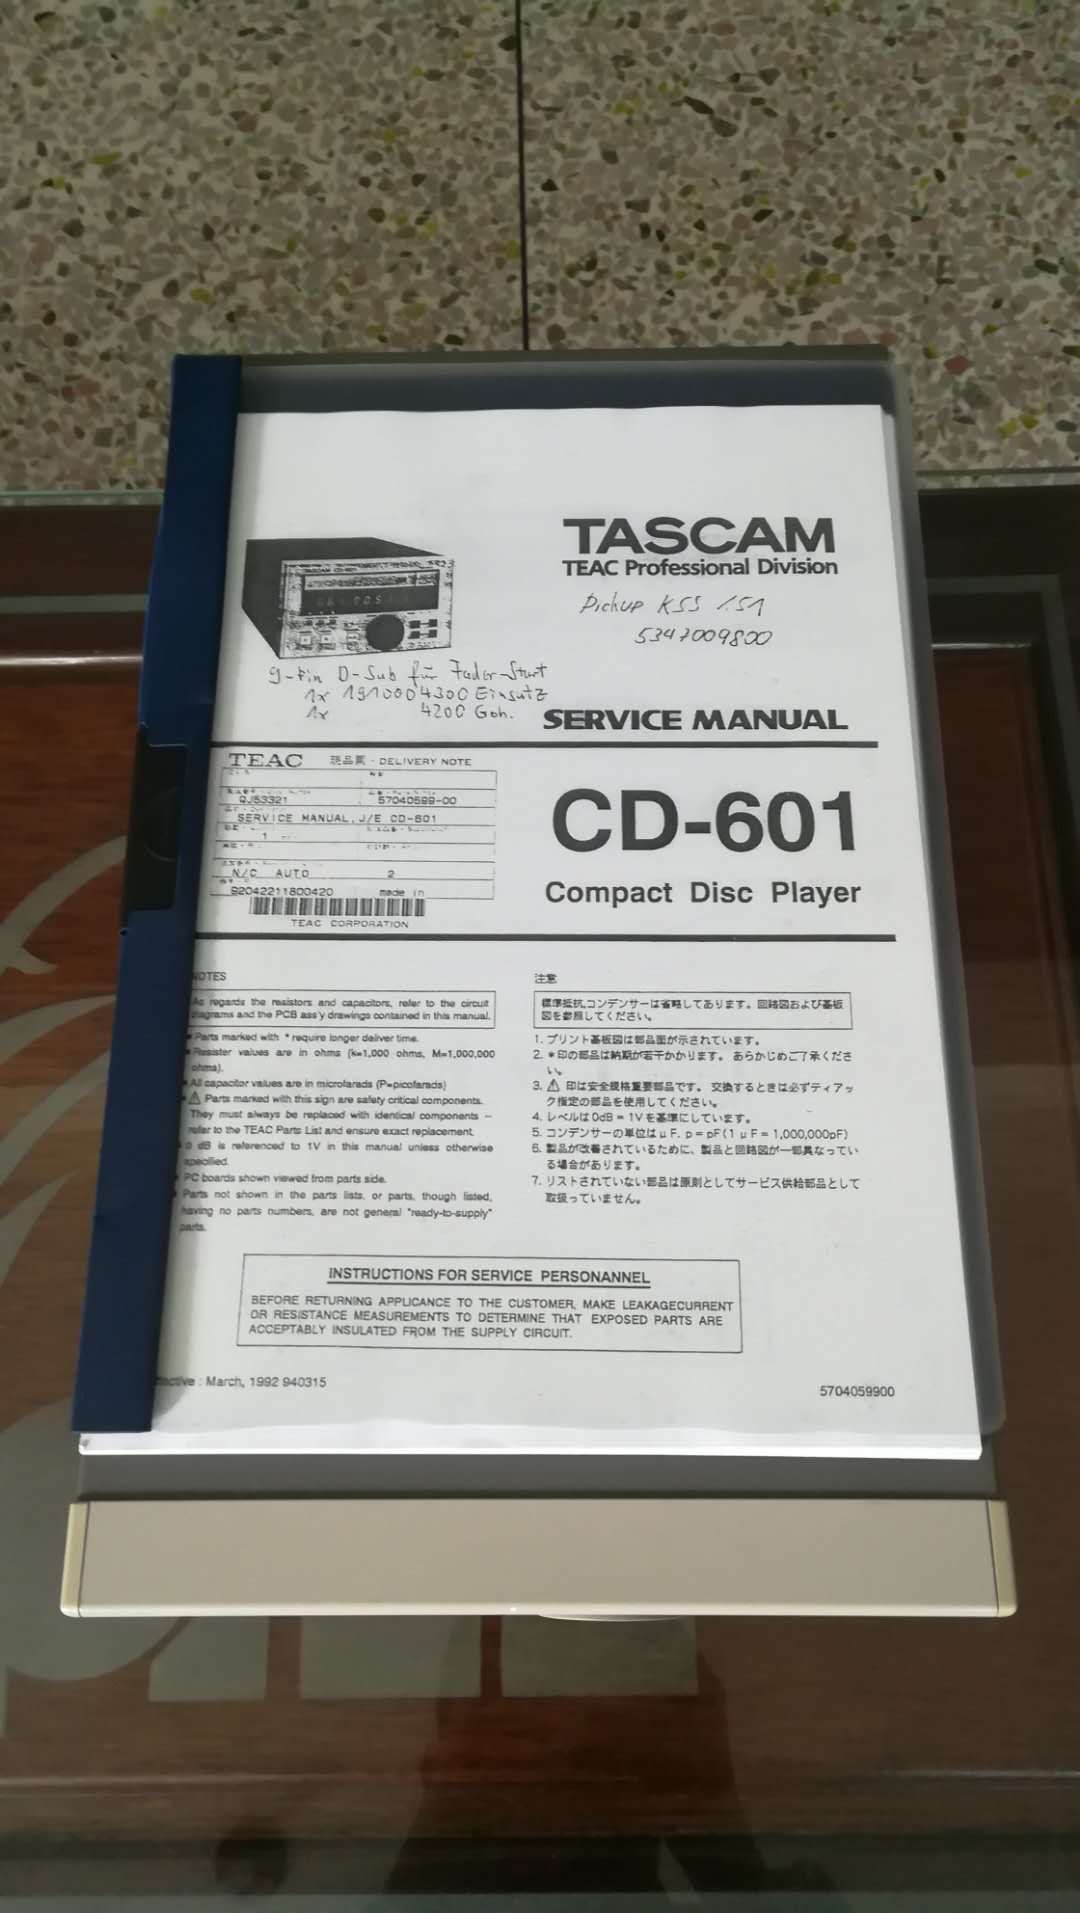 TASCAM
TEAC Professional Division
Pickup KSS 151
5347009800
9-Pin D-Sub für Fader-Start
1x 1910004300 Einsatz
1x 4200 Geh.
SERVICE MANUAL
TEAC 現品票・DELIVERY NOTE
QJ53321 57040599-00
SERVICE MANUAL, J/E CD-601
1
N/C AUTO 2
92042211800420 made in
TEAC CORPORATION
CD-601
Compact Disc Player
NOTES
As regards the resistors and capacitors, refer to the circuit
diagrams and the PCB ass'y drawings contained in this manual.
Parts marked with * require longer deliver time.
Resister values are in ohms (k=1,000 ohms, M=1,000,000
ohms).
All capacitor values are in microfarads (P=picofarads)
⚠ Parts marked with this sign are safety critical components.
They must always be replaced with identical components –
refer to the TEAC Parts List and ensure exact replacement.
0 dB is referenced to 1V in this manual unless otherwise
specified.
PC boards shown viewed from parts side.
Parts not shown in the parts lists, or parts, though listed,
having no parts numbers, are not general "ready-to-supply"
parts.
注意
標準抵抗、コンデンサーは省略してあります。回路図および基板
図を参照してください。
1. プリント基板図は部品面が示されています。
2. *印の部品は納期が若干かかります。 あらかじめご了承くださ
い。
3. ⚠ 印は安全規格重要部品です。 交換するときは必ずティアッ
ク指定の部品を使用してください。
4. レベルは0dB = 1Vを基準にしています。
5. コンデンサーの単位はμF. p = pF(1 μF = 1,000,000pF)
6. 製品が改善されているために、製品と回路図が一部異なってい
る場合があります。
7. リストされていない部品は原則としてサービス供給部品として
取扱っていません。
INSTRUCTIONS FOR SERVICE PERSONANNEL
BEFORE RETURNING APPLICANCE TO THE CUSTOMER, MAKE LEAKAGECURRENT
OR RESISTANCE MEASUREMENTS TO DETERMINE THAT EXPOSED PARTS ARE
ACCEPTABLY INSULATED FROM THE SUPPLY CIRCUIT.
Effective : March, 1992 940315
5704059900